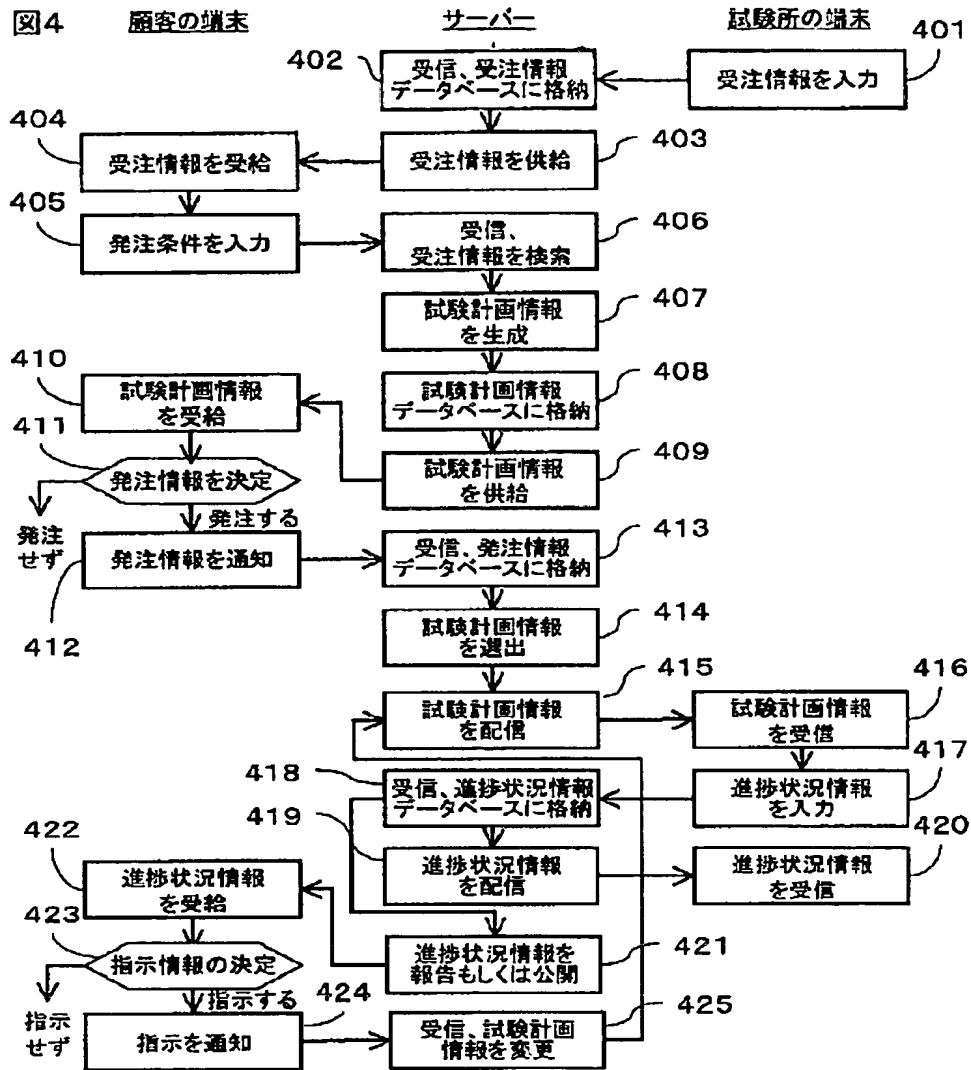 図4
顧客の端末
サーバー
試験所の端末
401
402
受信、受注情報
データベースに格納
受注情報を入力
404
403
受注情報を受給
受注情報を供給
405
406
発注条件を入力
受信、
受注情報を検索
407
試験計画情報
を生成
410
408
試験計画情報
を受給
試験計画情報
データベースに格納
411
409
発注情報を決定
試験計画情報
を供給
発注
せず
発注する
413
発注情報を通知
受信、発注情報
データベースに格納
412
414
試験計画情報
を選出
415
416
試験計画情報
を配信
試験計画情報
を受信
417
418
受信、進捗状況情報
データベースに格納
進捗状況情報
を入力
419
420
422
進捗状況情報
を受給
進捗状況情報
を配信
進捗状況情報
を受信
423
421
指示情報の決定
進捗状況情報を
報告もしくは公開
指示
せず
指示する
424
425
指示を通知
受信、試験計画
情報を変更